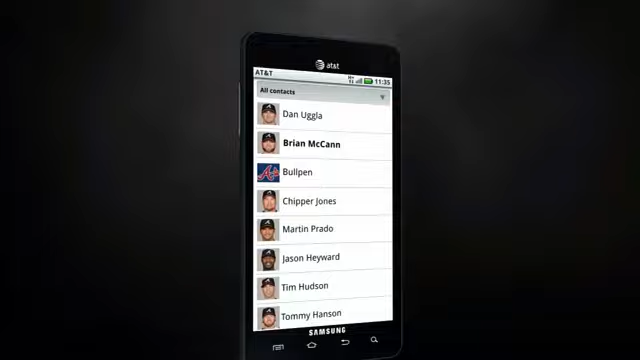 at&t
AT&T 11:35
All contacts
Dan Uggla
Brian McCann
Bullpen
Chipper Jones
Martin Prado
Jason Heyward
Tim Hudson
Tommy Hanson
SAMSUNG